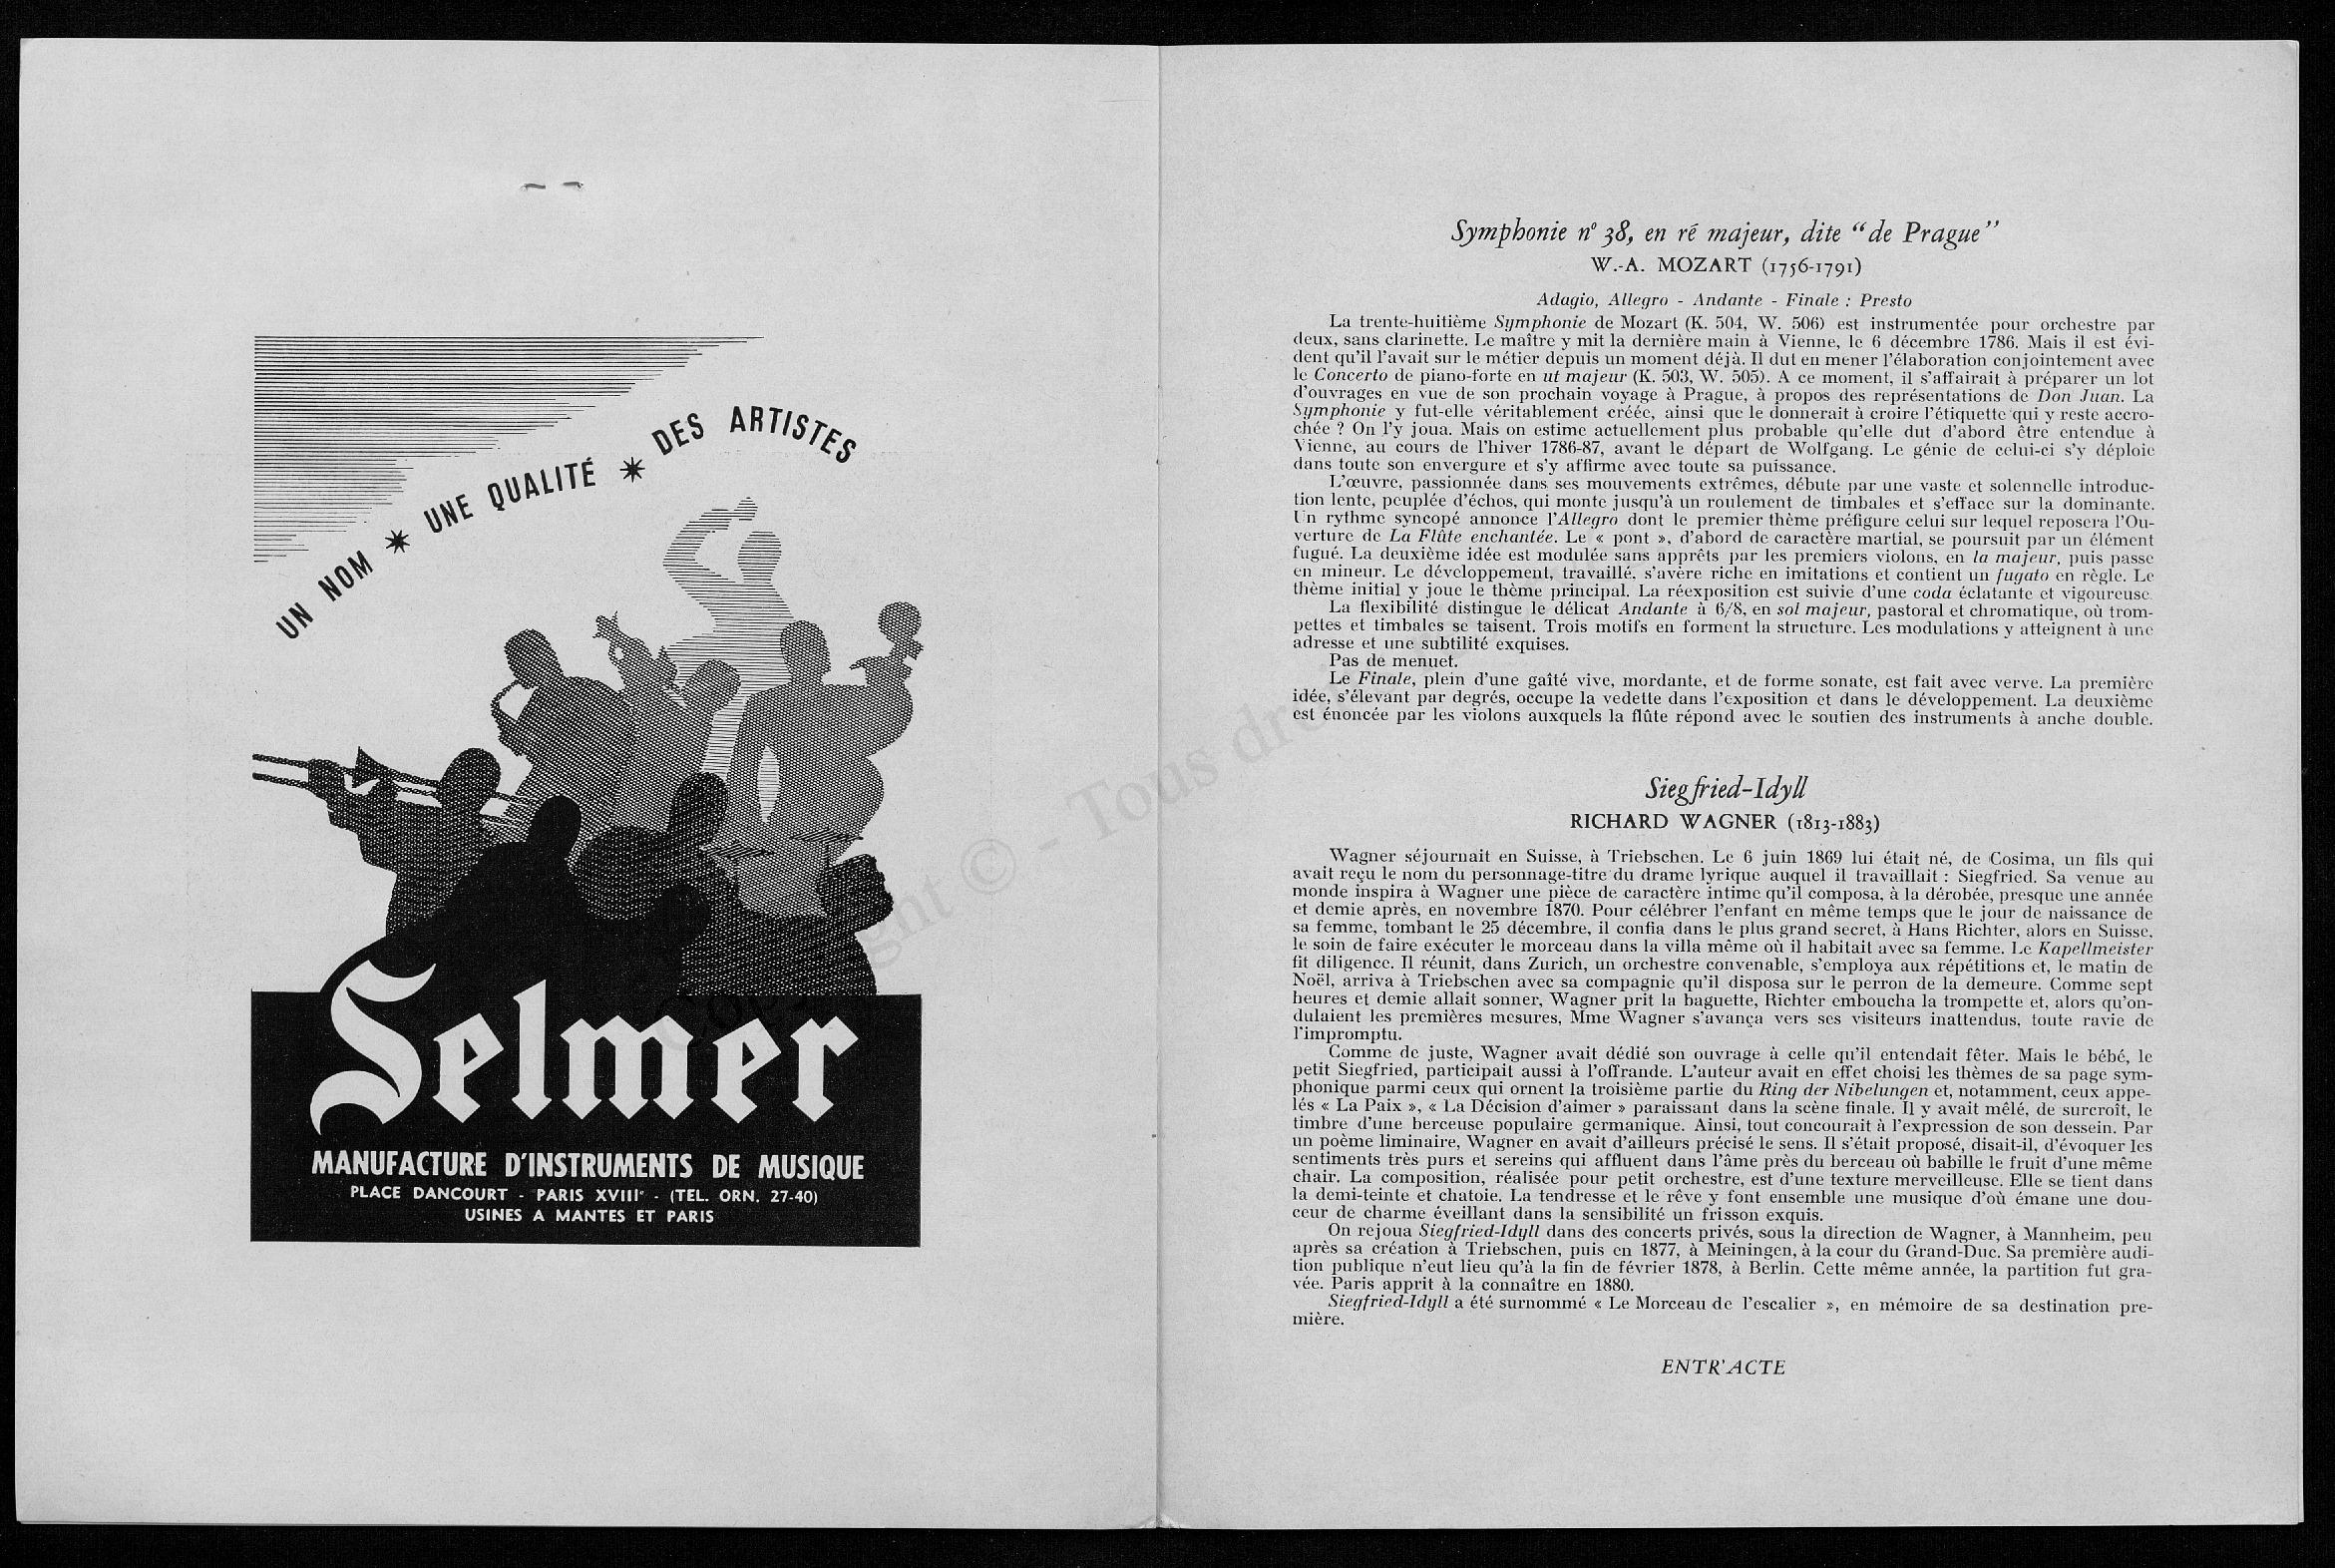 UN NOM * UNE QUALITÉ * DES ARTISTES
Selmer
MANUFACTURE D'INSTRUMENTS DE MUSIQUE
PLACE DANCOURT - PARIS XVIIIe - (TEL. ORN. 27-40)
USINES A MANTES ET PARIS
Symphonie nº 38, en ré majeur, dite "de Prague"
W.-A. MOZART (1756-1791)
Adagio, Allegro - Andante - Finale : Presto
La trente-huitième Symphonie de Mozart (K. 504, W. 506) est instrumentée pour orchestre par
deux, sans clarinette. Le maître y mit la dernière main à Vienne, le 6 décembre 1786. Mais il est évi-
dent qu'il l'avait sur le métier depuis un moment déjà. Il dut en mener l'élaboration conjointement avec
le Concerto de piano-forte en ut majeur (K. 503, W. 505). A ce moment, il s'affairait à préparer un lot
d'ouvrages en vue de son prochain voyage à Prague, à propos des représentations de Don Juan. La
Symphonie y fut-elle véritablement créée, ainsi que le donnerait à croire l'étiquette qui y reste accro-
chée ? On l'y joua. Mais on estime actuellement plus probable qu'elle dut d'abord être entendue à
Vienne, au cours de l'hiver 1786-87, avant le départ de Wolfgang. Le génie de celui-ci s'y déploie
dans toute son envergure et s'y affirme avec toute sa puissance.
L'œuvre, passionnée dans ses mouvements extrêmes, débute par une vaste et solennelle introduc-
tion lente, peuplée d'échos, qui monte jusqu'à un roulement de timbales et s'efface sur la dominante.
Un rythme syncopé annonce l'Allegro dont le premier thème préfigure celui sur lequel reposera l'Ou-
verture de La Flûte enchantée. Le « pont », d'abord de caractère martial, se poursuit par un élément
fugué. La deuxième idée est modulée sans apprêts par les premiers violons, en la majeur, puis passe
en mineur. Le développement, travaillé, s'avère riche en imitations et contient un fugato en règle. Le
thème initial y joue le thème principal. La réexposition est suivie d'une coda éclatante et vigoureuse.
La flexibilité distingue le délicat Andante à 6/8, en sol majeur, pastoral et chromatique, où trom-
pettes et timbales se taisent. Trois motifs en forment la structure. Les modulations y atteignent à une
adresse et une subtilité exquises.
Pas de menuet.
Le Finale, plein d'une gaîté vive, mordante, et de forme sonate, est fait avec verve. La première
idée, s'élevant par degrés, occupe la vedette dans l'exposition et dans le développement. La deuxième
est énoncée par les violons auxquels la flûte répond avec le soutien des instruments à anche double.
Siegfried-Idyll
RICHARD WAGNER (1813-1883)
Wagner séjournait en Suisse, à Triebschen. Le 6 juin 1869 lui était né, de Cosima, un fils qui
avait reçu le nom du personnage-titre du drame lyrique auquel il travaillait : Siegfried. Sa venue au
monde inspira à Wagner une pièce de caractère intime qu'il composa, à la dérobée, presque une année
et demie après, en novembre 1870. Pour célébrer l'enfant en même temps que le jour de naissance de
sa femme, tombant le 25 décembre, il confia dans le plus grand secret, à Hans Richter, alors en Suisse,
le soin de faire exécuter le morceau dans la villa même où il habitait avec sa femme. Le Kapellmeister
fit diligence. Il réunit, dans Zurich, un orchestre convenable, s'employa aux répétitions et, le matin de
Noël, arriva à Triebschen avec sa compagnie qu'il disposa sur le perron de la demeure. Comme sept
heures et demie allait sonner, Wagner prit la baguette, Richter emboucha la trompette et, alors qu'on-
dulaient les premières mesures, Mme Wagner s'avança vers ses visiteurs inattendus, toute ravie de
l'impromptu.
Comme de juste, Wagner avait dédié son ouvrage à celle qu'il entendait fêter. Mais le bébé, le
petit Siegfried, participait aussi à l'offrande. L'auteur avait en effet choisi les thèmes de sa page sym-
phonique parmi ceux qui ornent la troisième partie du Ring der Nibelungen et, notamment, ceux appe-
lés « La Paix », « La Décision d'aimer » paraissant dans la scène finale. Il y avait mêlé, de surcroît, le
timbre d'une berceuse populaire germanique. Ainsi, tout concourait à l'expression de son dessein. Par
un poème liminaire, Wagner en avait d'ailleurs précisé le sens. Il s'était proposé, disait-il, d'évoquer les
sentiments très purs et sereins qui affluent dans l'âme près du berceau où babille le fruit d'une même
chair. La composition, réalisée pour petit orchestre, est d'une texture merveilleuse. Elle se tient dans
la demi-teinte et chatoie. La tendresse et le rêve y font ensemble une musique d'où émane une dou-
ceur de charme éveillant dans la sensibilité un frisson exquis.
On rejoua Siegfried-Idyll dans des concerts privés, sous la direction de Wagner, à Mannheim, peu
après sa création à Triebschen, puis en 1877, à Meiningen, à la cour du Grand-Duc. Sa première audi-
tion publique n'eut lieu qu'à la fin de février 1878, à Berlin. Cette même année, la partition fut gra-
vée. Paris apprit à la connaître en 1880.
Siegfried-Idyll a été surnommé « Le Morceau de l'escalier », en mémoire de sa destination pre-
mière.
ENTR'ACTE
Copyright © - Tous dro